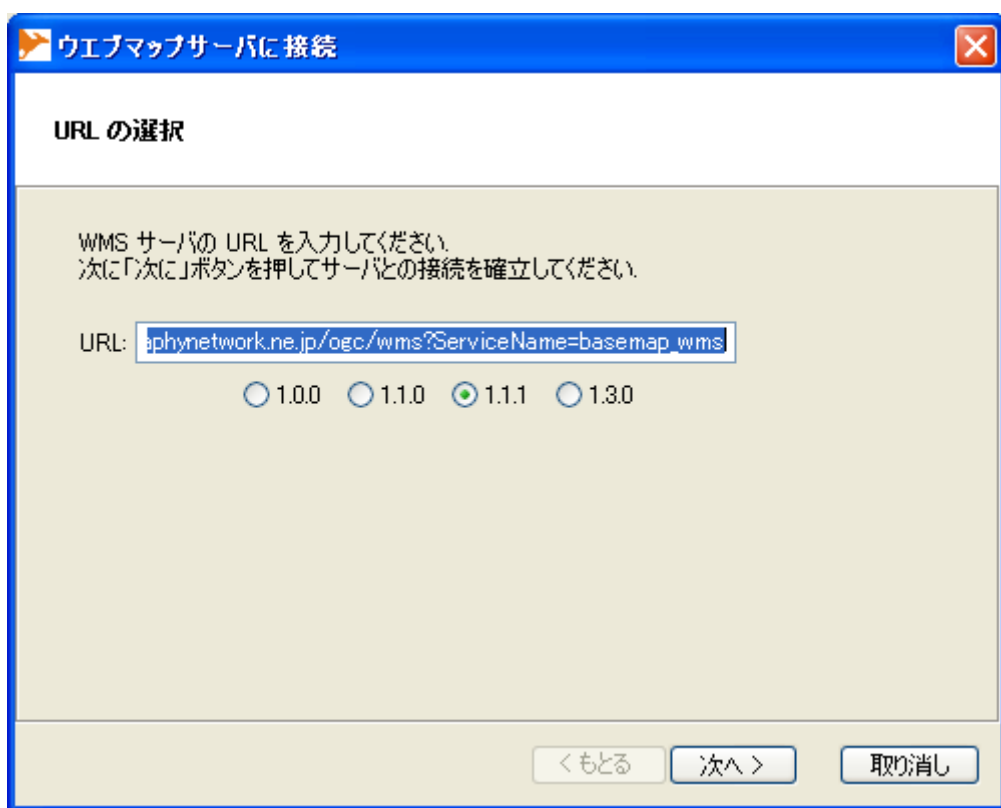 ウエブマップサーバに接続
URL の選択
WMS サーバの URL を入力してください.
次に「次に」ボタンを押してサーバとの接続を確立してください.
URL: aphynetwork.ne.jp/ogc/wms?ServiceName=basemap_wms
1.0.0 1.1.0 1.1.1 1.3.0
< もどる 次へ > 取り消し